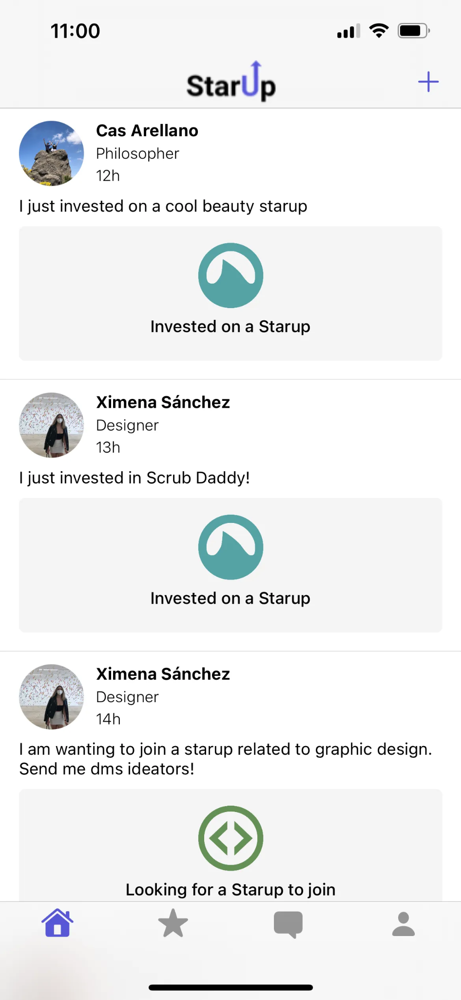 11:00
StarUp
Cas Arellano
Philosopher
12h
I just invested on a cool beauty starup
Invested on a Starup
Ximena Sánchez
Designer
13h
I just invested in Scrub Daddy!
Invested on a Starup
Ximena Sánchez
Designer
14h
I am wanting to join a starup related to graphic design.
Send me dms ideators!
Looking for a Starup to join